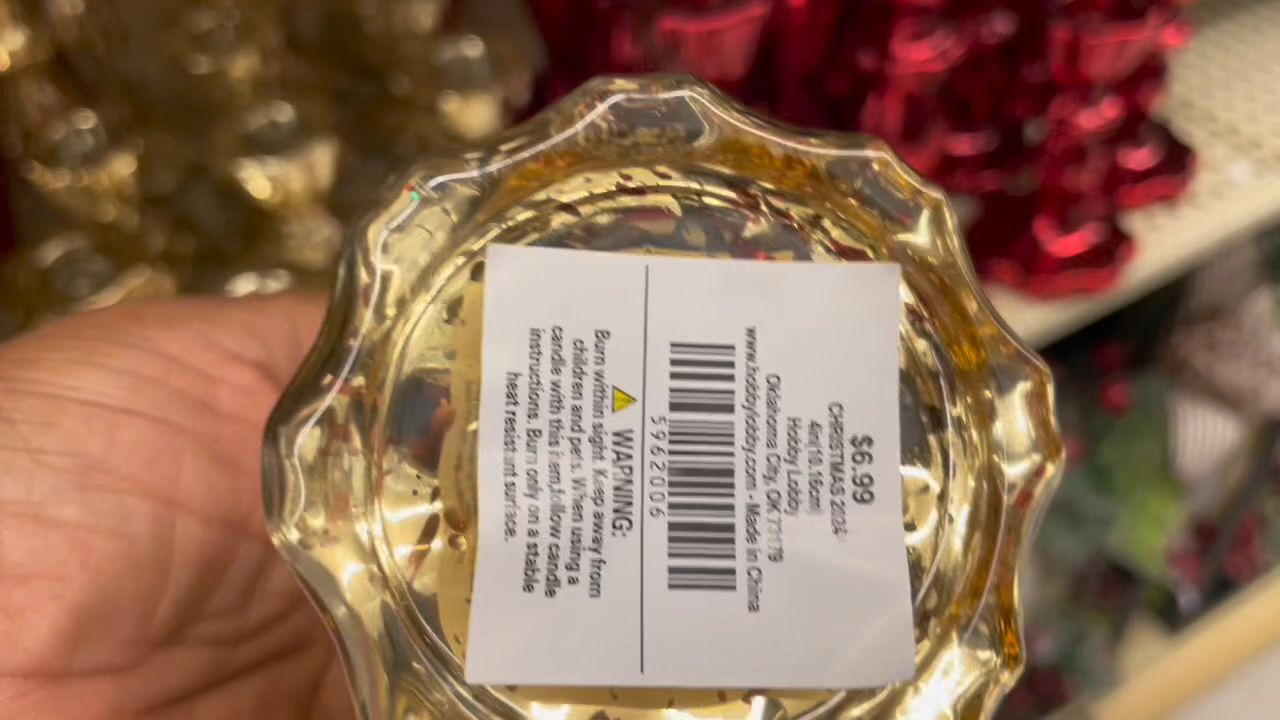 $6.99
CHRISTMAS 2024
4in(10.16cm)
Hobby Lobby
Oklahoma City, OK 73179
www.hobbylobby.com - Made in China
5962006
WARNING:
Burn within sight. Keep away from
children and pets. When using a
candle with this item, follow candle
instructions. Burn only on a stable
heat resistant surface.